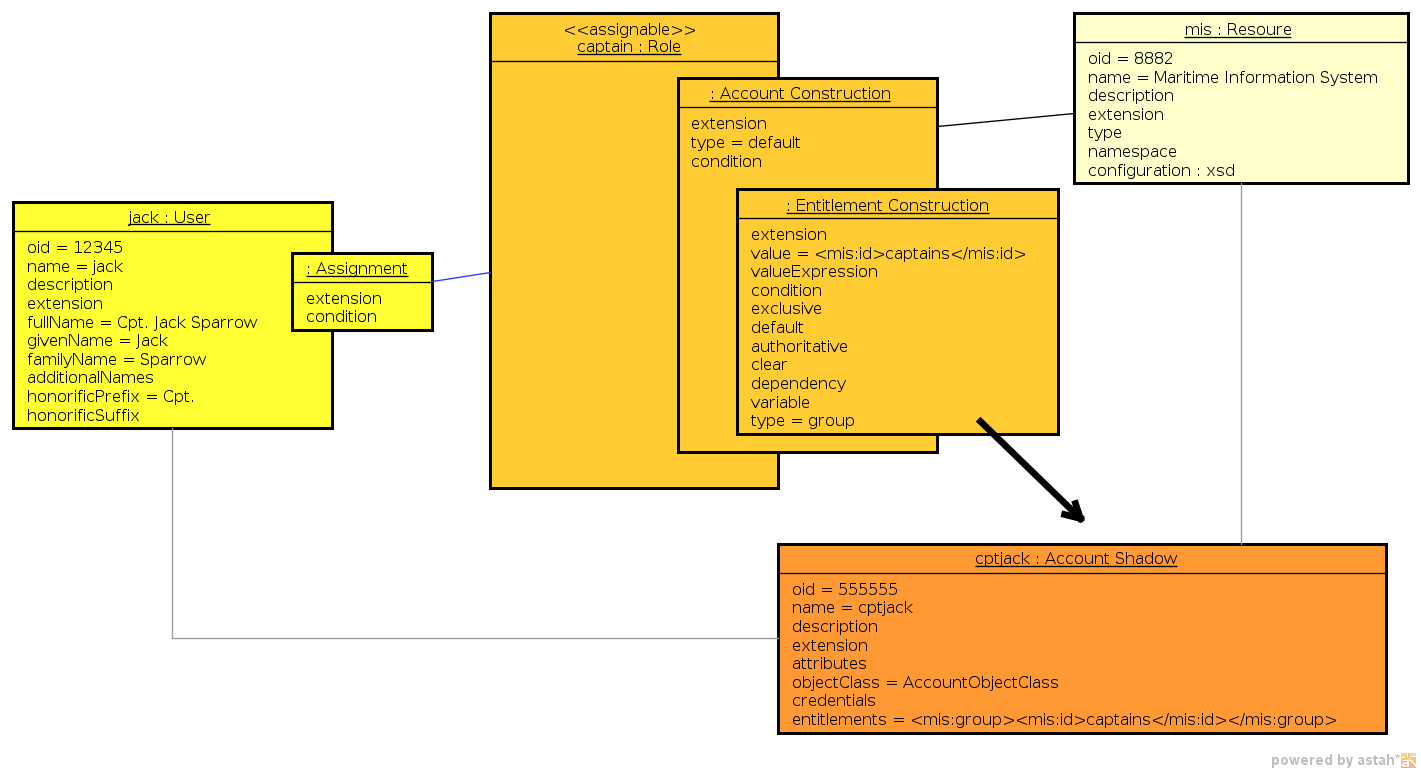 <<assignable>>
captain : Role
: Account Construction
extension
type = default
condition
: Entitlement Construction
extension
value = <mis:id>captains</mis:id>
valueExpression
condition
exclusive
default
authoritative
clear
dependency
variable
type = group
mis : Resoure
oid = 8882
name = Maritime Information System
description
extension
type
namespace
configuration : xsd
jack : User
oid = 12345
name = jack
description
extension
fullName = Cpt. Jack Sparrow
givenName = Jack
familyName = Sparrow
additionalNames
honorificPrefix = Cpt.
honorificSuffix
: Assignment
extension
condition
cptjack : Account Shadow
oid = 555555
name = cptjack
description
extension
attributes
objectClass = AccountObjectClass
credentials
entitlements = <mis:group><mis:id>captains</mis:id></mis:group>
powered by astah*